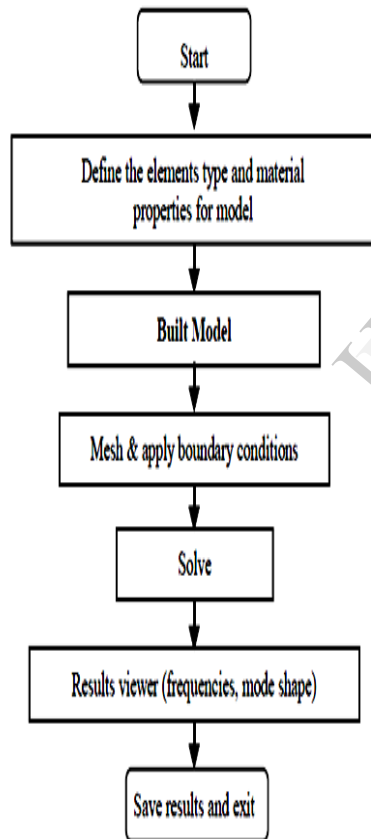 Start
Define the elements type and material
properties for model
Built Model
Mesh & apply boundary conditions
Solve
Results viewer (frequencies, mode shape)
Save results and exit